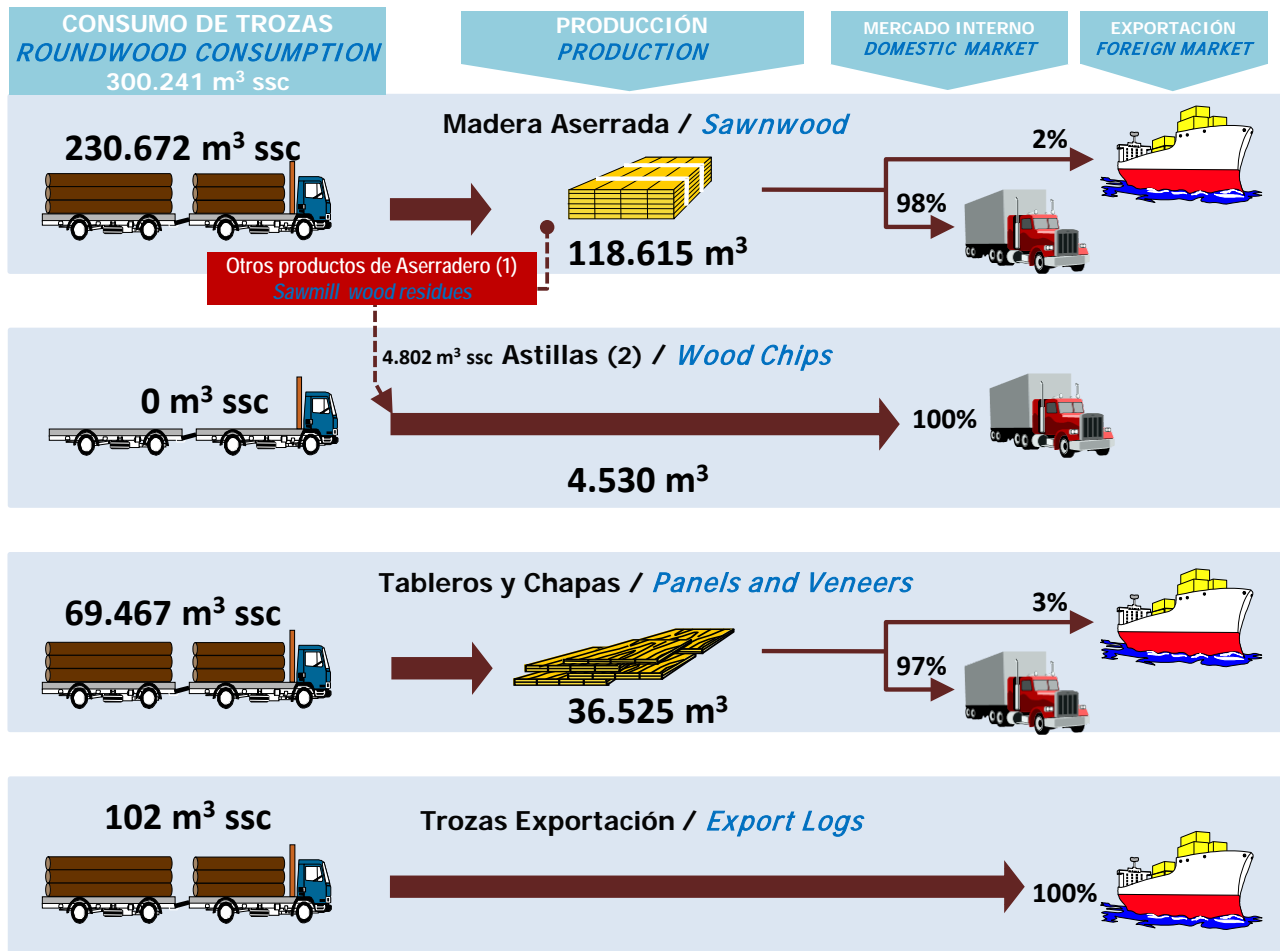 CONSUMO DE TROZAS
ROUNDWOOD CONSUMPTION
300.241 m³ ssc
PRODUCCIÓN
PRODUCTION
MERCADO INTERNO
DOMESTIC MARKET
EXPORTACIÓN
FOREIGN MARKET
Madera Aserrada / Sawnwood
230.672 m³ ssc
118.615 m³
2%
98%
Otros productos de Aserradero (1)
Sawmill wood residues
4.802 m³ ssc Astillas (2) / Wood Chips
0 m³ ssc
100%
4.530 m³
Tableros y Chapas / Panels and Veneers
69.467 m³ ssc
36.525 m³
3%
97%
Trozas Exportación / Export Logs
102 m³ ssc
100%